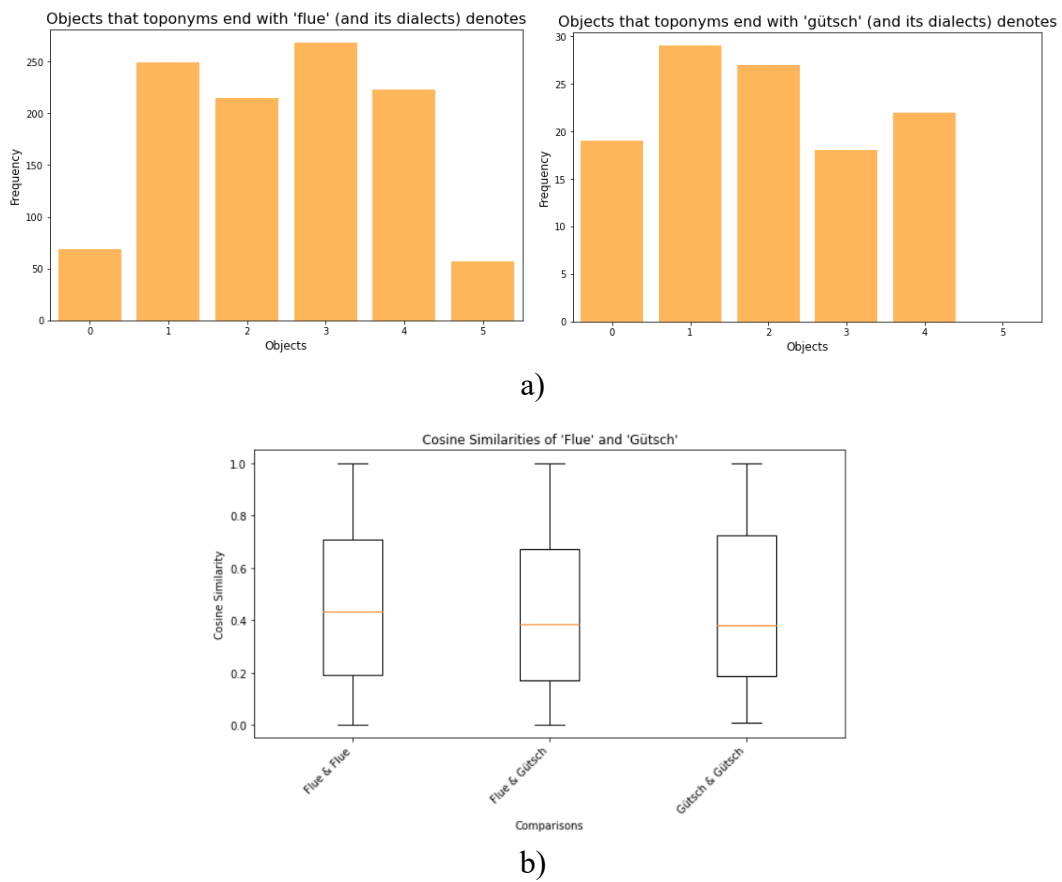 Objects that toponyms end with 'flue' (and its dialects) denotes
250
200
150
100
50
0
Frequency
0 1 2 3 4 5
Objects
Objects that toponyms end with 'gütsch' (and its dialects) denotes
30
25
20
15
10
5
0
Frequency
0 1 2 3 4 5
Objects
a)
Cosine Similarities of 'Flue' and 'Gütsch'
1.0
0.8
0.6
0.4
0.2
0.0
Cosine Similarity
Flue & Flue
Flue & Gütsch
Gütsch & Gütsch
Comparisons
b)